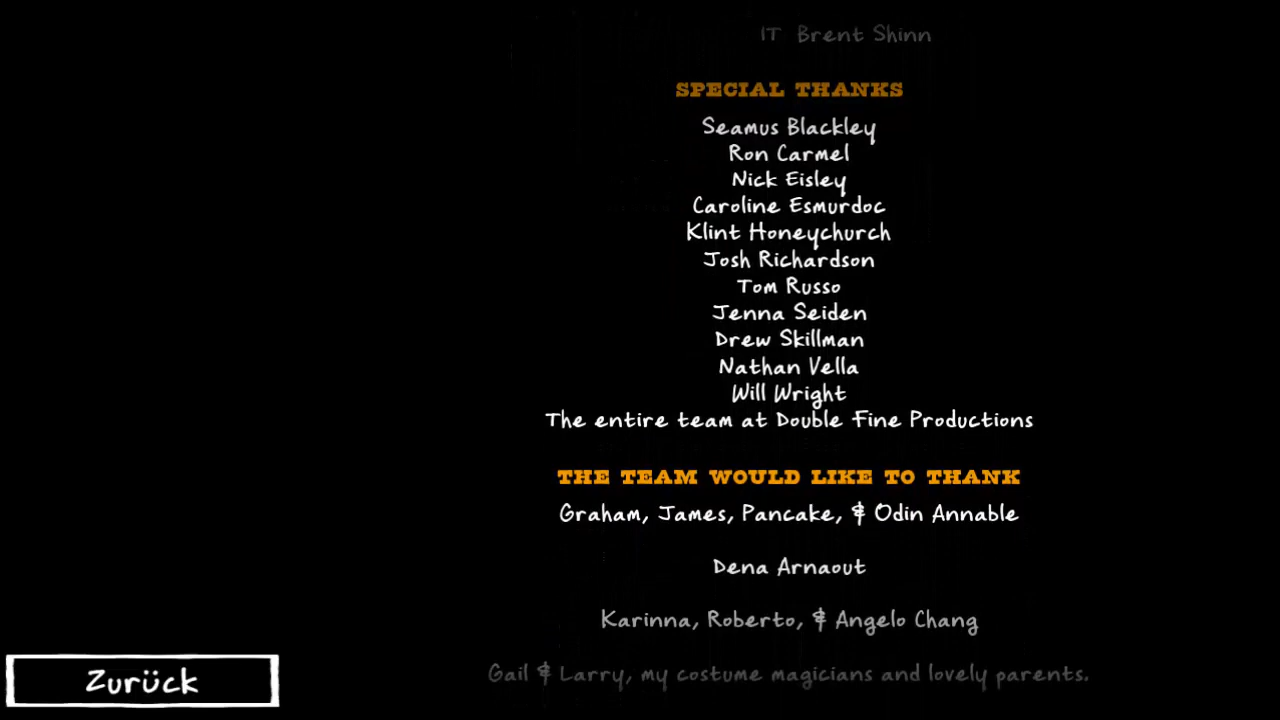 IT Brent Shinn
SPECIAL THANKS
Seamus Blackley
Ron Carmel
Nick Eisley
Caroline Esmurdoc
Klint Honeychurch
Josh Richardson
Tom Russo
Jenna Seiden
Drew Skillman
Nathan Vella
Will Wright
The entire team at Double Fine Productions
THE TEAM WOULD LIKE TO THANK
Graham, James, Pancake, & Odin Annable
Dena Arnaout
Karinna, Roberto, & Angelo Chang
Gail & Larry, my costume magicians and lovely parents.
Zurück